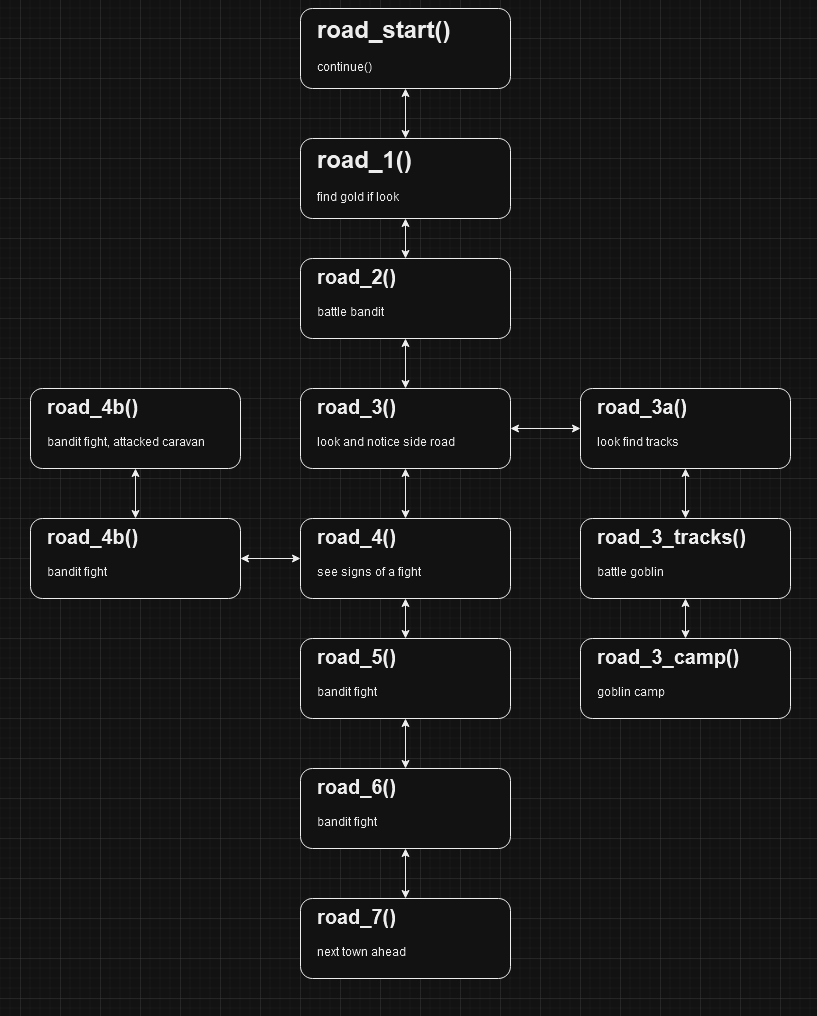 road_start()
continue()
road_1()
find gold if look
road_2()
battle bandit
road_4b()
bandit fight, attacked caravan
road_3()
look and notice side road
road_3a()
look find tracks
road_4b()
bandit fight
road_4()
see signs of a fight
road_3_tracks()
battle goblin
road_5()
bandit fight
road_3_camp()
goblin camp
road_6()
bandit fight
road_7()
next town ahead